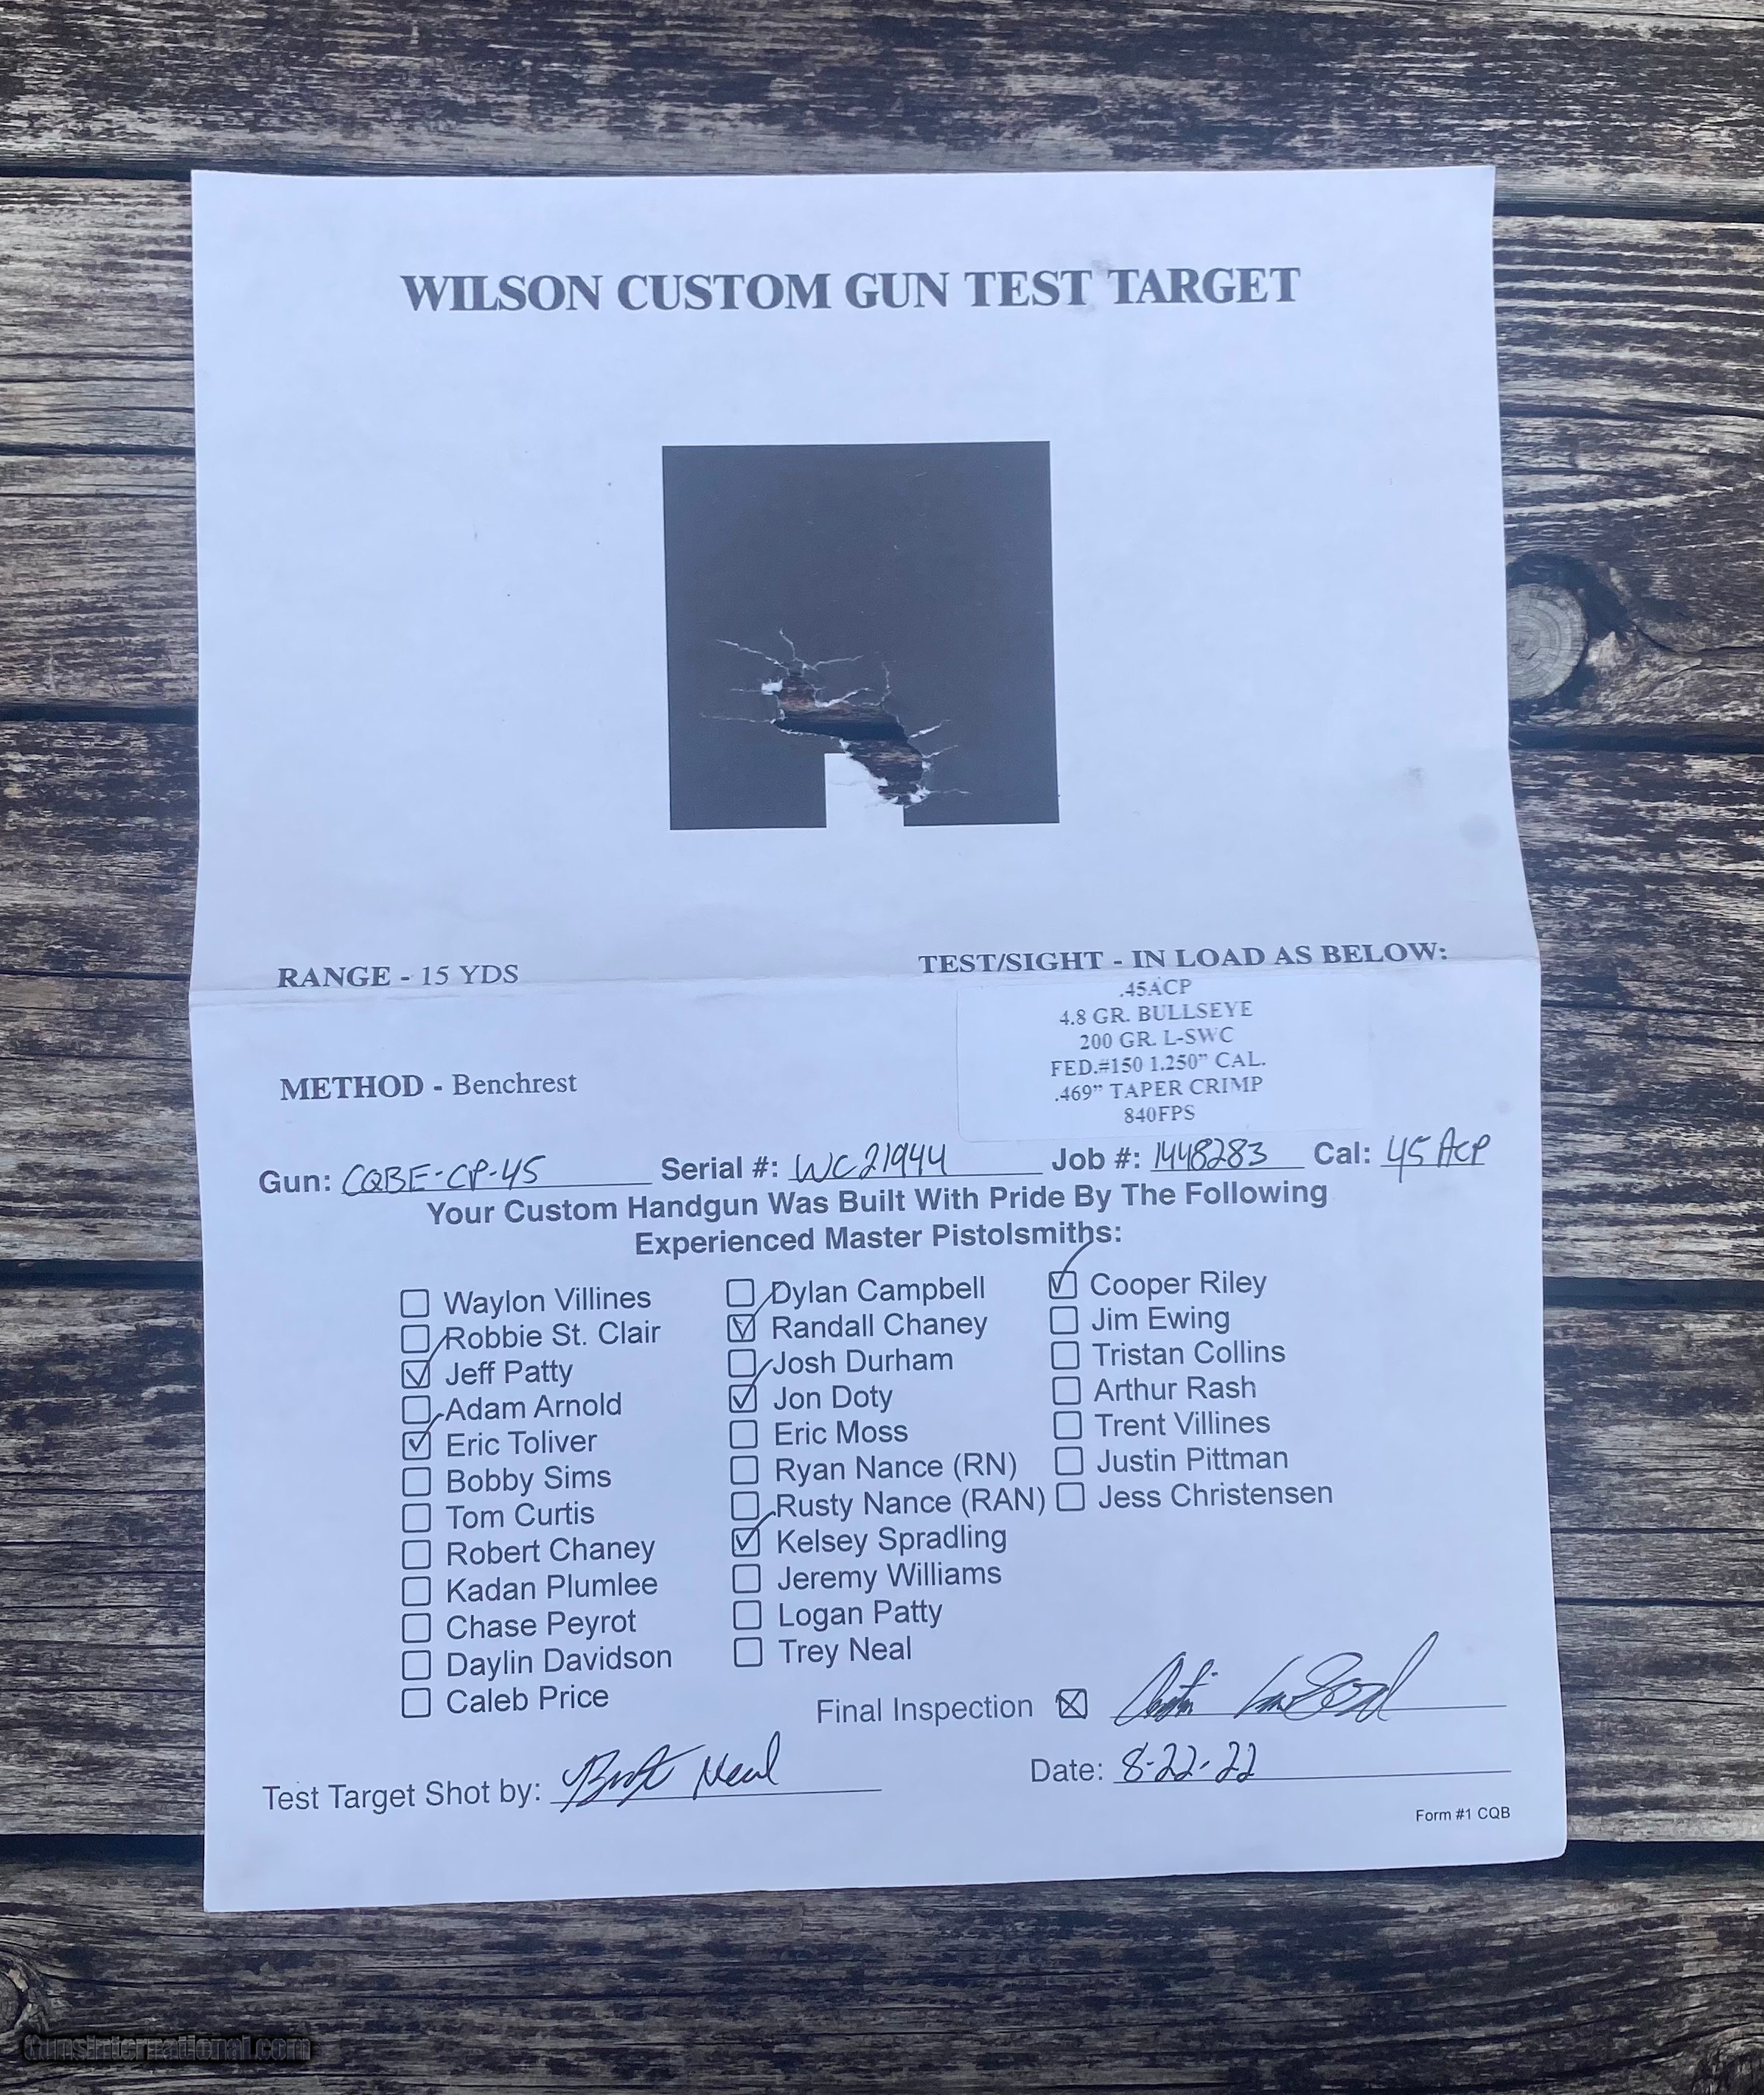 WILSON CUSTOM GUN TEST TARGET
RANGE - 15 YDS
TEST/SIGHT - IN LOAD AS BELOW:
.45ACP
4.8 GR. BULLSEYE
200 GR. L-SWC
FED.#150 1.250” CAL.
.469” TAPER CRIMP
840FPS
METHOD - Benchrest
Gun: CQBE-CP-45 Serial #: WC21944 Job #: 1448283 Cal: 45 ACP
Your Custom Handgun Was Built With Pride By The Following
Experienced Master Pistolsmiths:
Waylon Villines
Robbie St. Clair
Jeff Patty
Adam Arnold
Eric Toliver
Bobby Sims
Tom Curtis
Robert Chaney
Kadan Plumlee
Chase Peyrot
Daylin Davidson
Caleb Price
Dylan Campbell
Randall Chaney
Josh Durham
Jon Doty
Eric Moss
Ryan Nance (RN)
Rusty Nance (RAN)
Kelsey Spradling
Jeremy Williams
Logan Patty
Trey Neal
Cooper Riley
Jim Ewing
Tristan Collins
Arthur Rash
Trent Villines
Justin Pittman
Jess Christensen
Final Inspection
Test Target Shot by: Neal
Date: 8-22-22
Form #1 CQB
GunsInternational.com